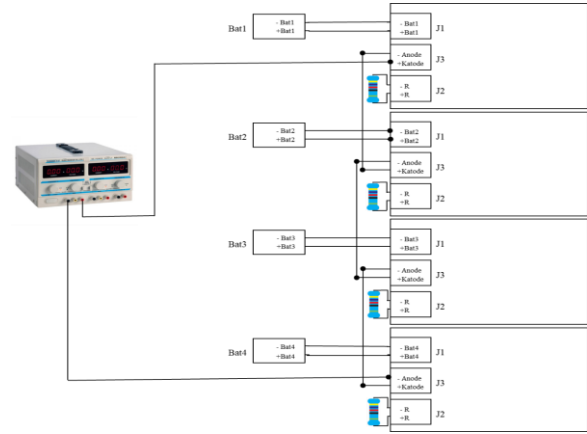 Bat1
- Bat1
+Bat1
- Bat1
+Bat1
J1
- Anode
+Katode
J3
- R
+R
J2
Bat2
- Bat2
+Bat2
- Bat2
+Bat2
J1
- Anode
+Katode
J3
- R
+R
J2
Bat3
- Bat3
+Bat3
- Bat3
+Bat3
J1
- Anode
+Katode
J3
- R
+R
J2
Bat4
- Bat4
+Bat4
- Bat4
+Bat4
J1
- Anode
+Katode
J3
- R
+R
J2